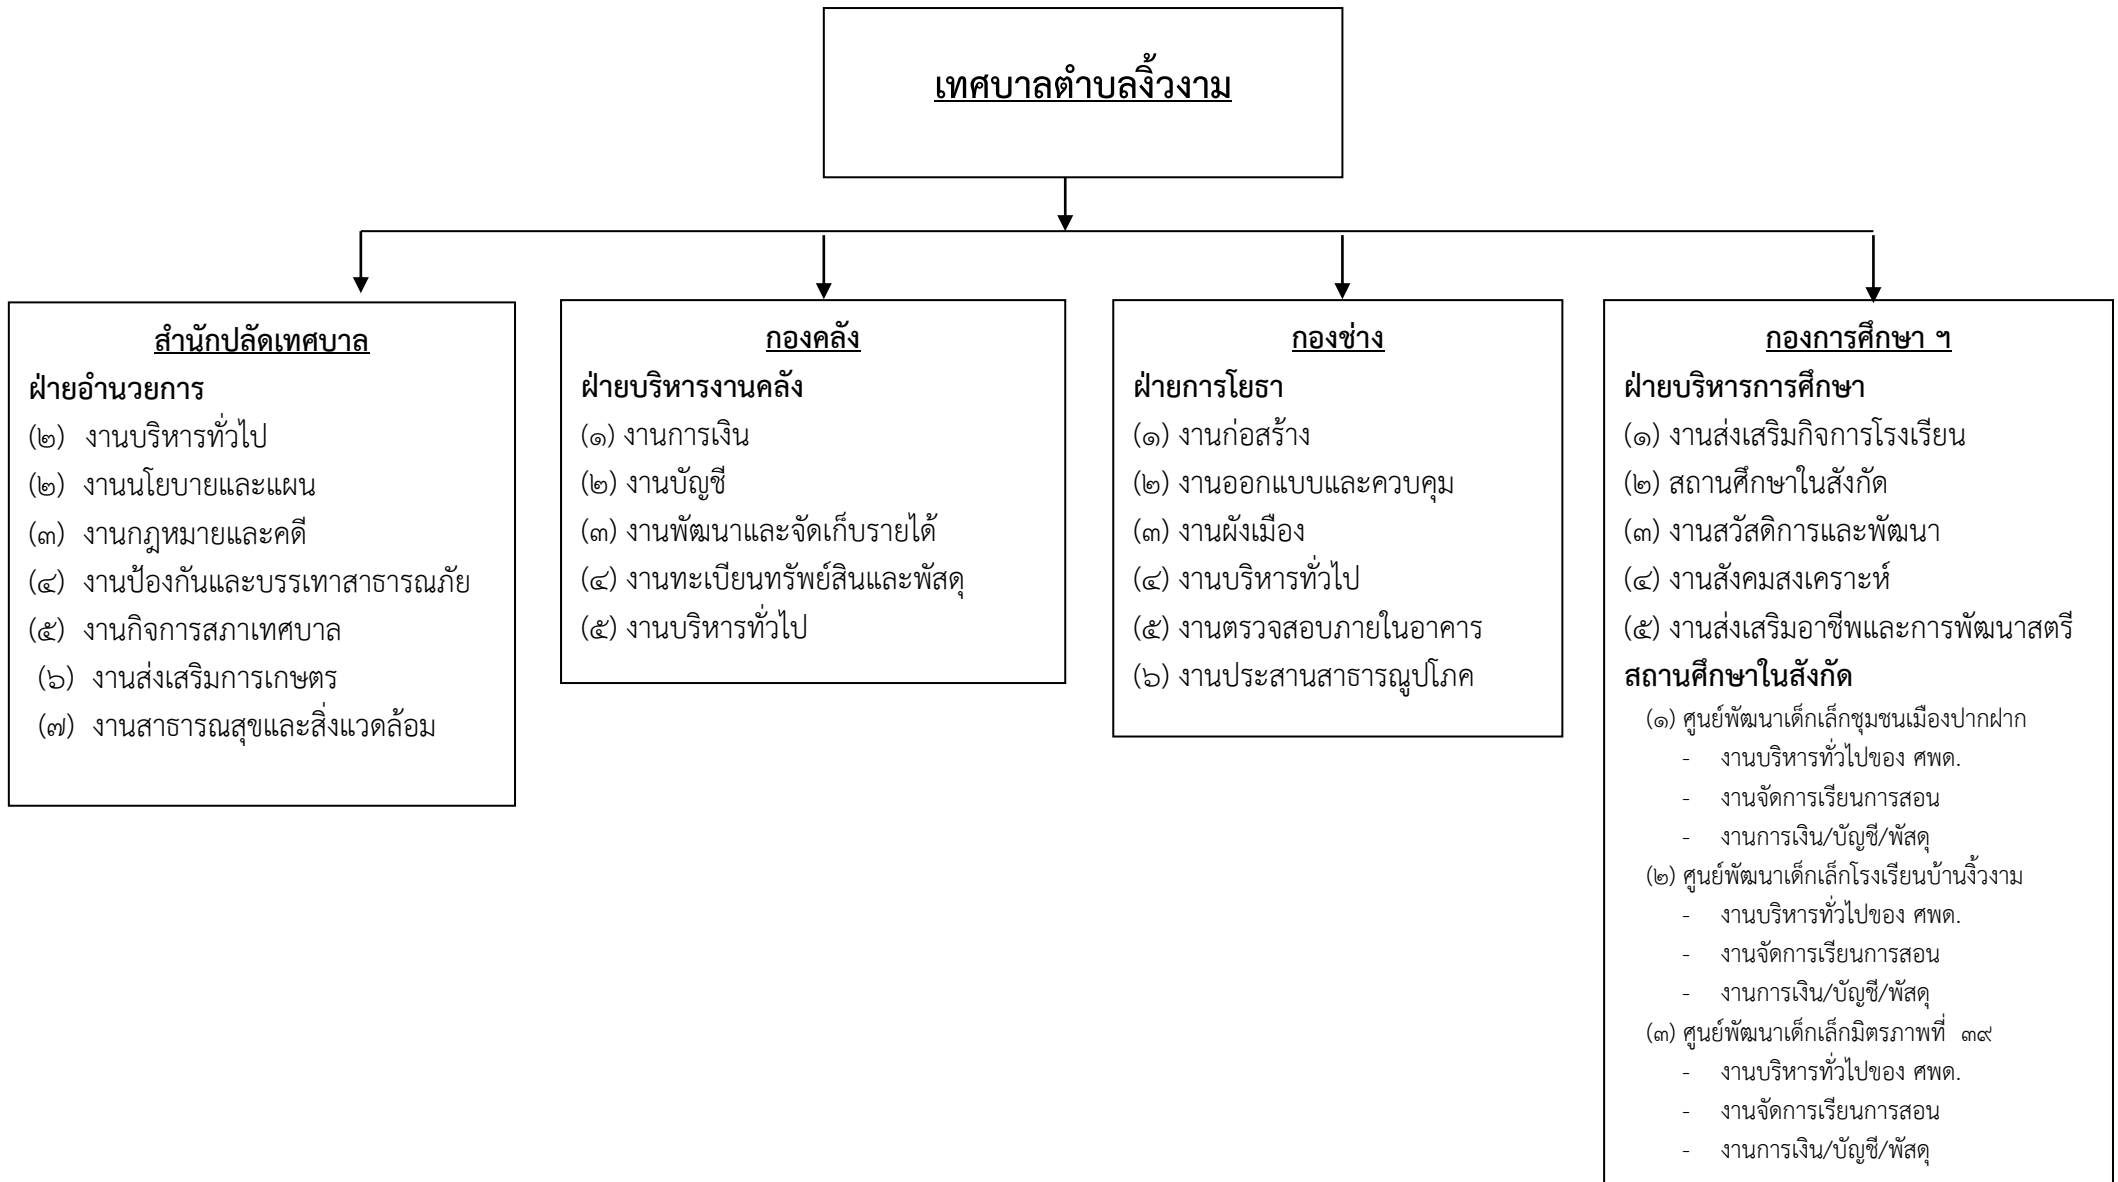 เทศบาลตำบลงิ้วงาม
สำนักปลัดเทศบาล
ฝ่ายอำนวยการ
(๒) งานบริหารทั่วไป
(๒) งานนโยบายและแผน
(๓) งานกฎหมายและคดี
(๔) งานป้องกันและบรรเทาสาธารณภัย
(๕) งานกิจการสภาเทศบาล
(๖) งานส่งเสริมการเกษตร
(๗) งานสาธารณสุขและสิ่งแวดล้อม
กองคลัง
ฝ่ายบริหารงานคลัง
(๑) งานการเงิน
(๒) งานบัญชี
(๓) งานพัฒนาและจัดเก็บรายได้
(๔) งานทะเบียนทรัพย์สินและพัสดุ
(๕) งานบริหารทั่วไป
กองช่าง
ฝ่ายการโยธา
(๑) งานก่อสร้าง
(๒) งานออกแบบและควบคุม
(๓) งานผังเมือง
(๔) งานบริหารทั่วไป
(๕) งานตรวจสอบภายในอาคาร
(๖) งานประสานสาธารณูปโภค
กองการศึกษา ฯ
ฝ่ายบริหารการศึกษา
(๑) งานส่งเสริมกิจการโรงเรียน
(๒) สถานศึกษาในสังกัด
(๓) งานสวัสดิการและพัฒนา
(๔) งานสังคมสงเคราะห์
(๕) งานส่งเสริมอาชีพและการพัฒนาสตรี
สถานศึกษาในสังกัด
(๑) ศูนย์พัฒนาเด็กเล็กชุมชนเมืองปากฝาก
- งานบริหารทั่วไปของ ศพด.
- งานจัดการเรียนการสอน
- งานการเงิน/บัญชี/พัสดุ
(๒) ศูนย์พัฒนาเด็กเล็กโรงเรียนบ้านงิ้วงาม
- งานบริหารทั่วไปของ ศพด.
- งานจัดการเรียนการสอน
- งานการเงิน/บัญชี/พัสดุ
(๓) ศูนย์พัฒนาเด็กเล็กมิตรภาพที่ ๓๙
- งานบริหารทั่วไปของ ศพด.
- งานจัดการเรียนการสอน
- งานการเงิน/บัญชี/พัสดุ